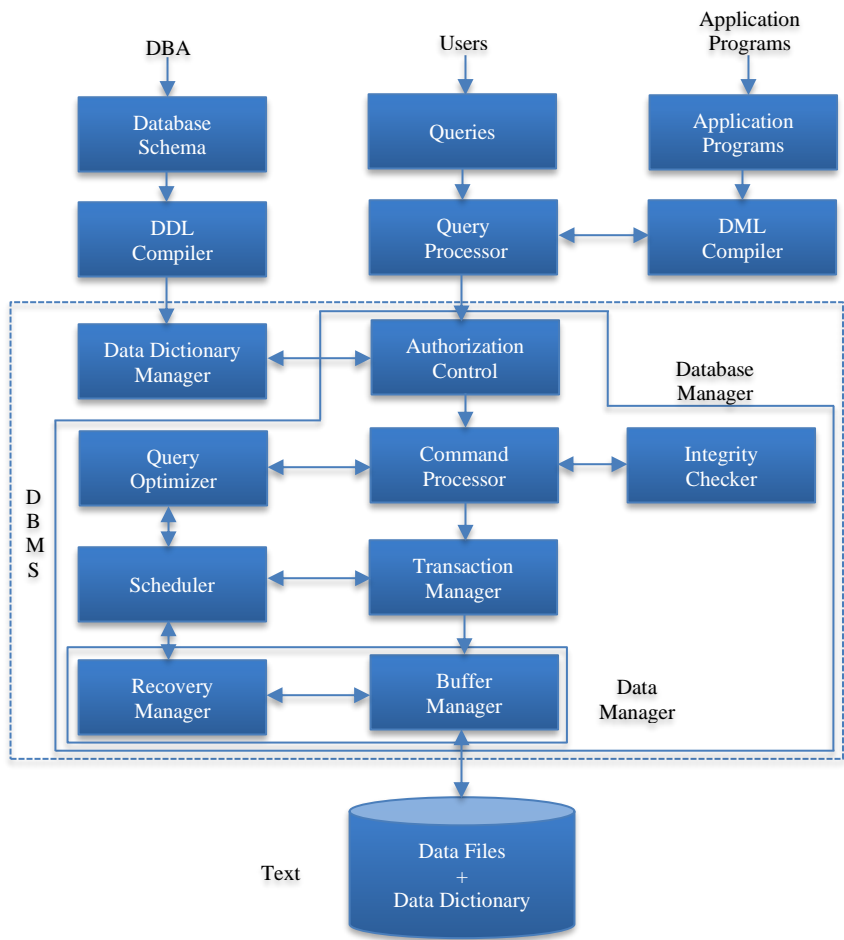 DBA
Users
Application
Programs
Database
Schema
Queries
Application
Programs
DDL
Compiler
Query
Processor
DML
Compiler
Data Dictionary
Manager
Authorization
Control
Database
Manager
Query
Optimizer
Command
Processor
Integrity
Checker
D
B
M
S
Scheduler
Transaction
Manager
Recovery
Manager
Buffer
Manager
Data
Manager
Text
Data Files
+
Data Dictionary